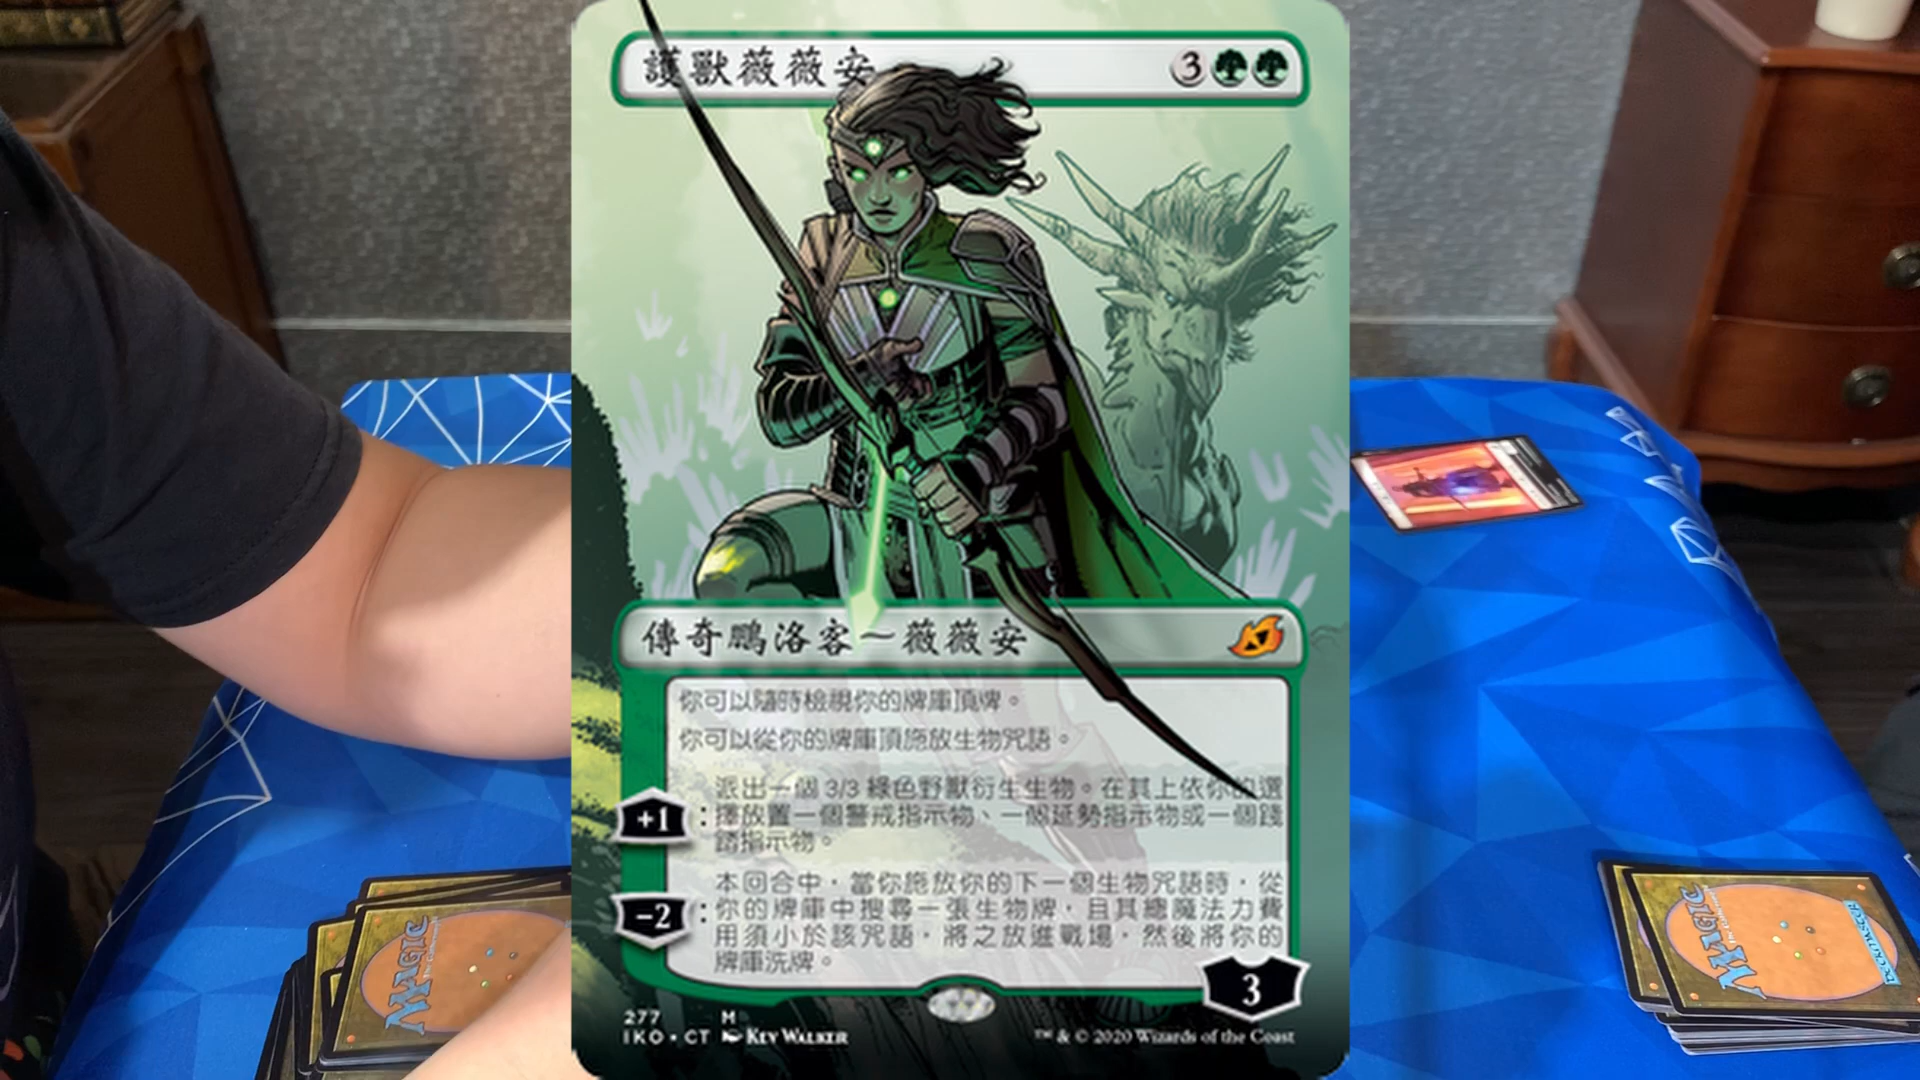 護獸薇薇安
3
傳奇鵬洛客～薇薇安
你可以隨時檢視你的牌庫頂牌。
你可以從你的牌庫頂施放生物咒語。
派出一個 3/3 綠色野獸衍生生物。在其上依你的選
+1：擇放置一個警戒指示物、一個延勢指示物或一個踐
踏指示物。
本回合中，當你施放你的下一個生物咒語時，從
-2：你的牌庫中搜尋一張生物牌，且其總魔法力費
用須小於該咒語，將之放進戰場，然後將你的
牌庫洗牌。
3
277 M
IKO • CT KEV WALKER
™ & © 2020 Wizards of the Coast
MAGIC
MAGIC
DECKMASTER